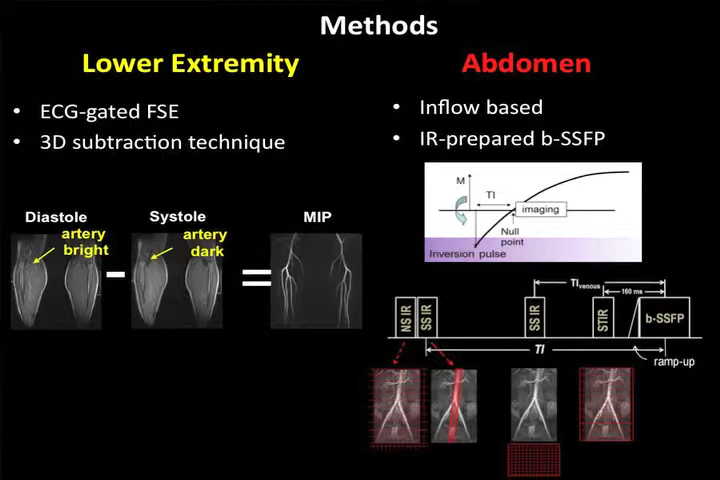 Methods
Lower Extremity
• ECG-gated FSE
• 3D subtraction technique
Diastole
artery
bright
Systole
artery
dark
MIP
Abdomen
• Inflow based
• IR-prepared b-SSFP
M
TI
imaging
Null
point
Inversion pulse
TIvenous
160 ms
NS IR
SS IR
SS IR
STIR
b-SSFP
TI
ramp-up